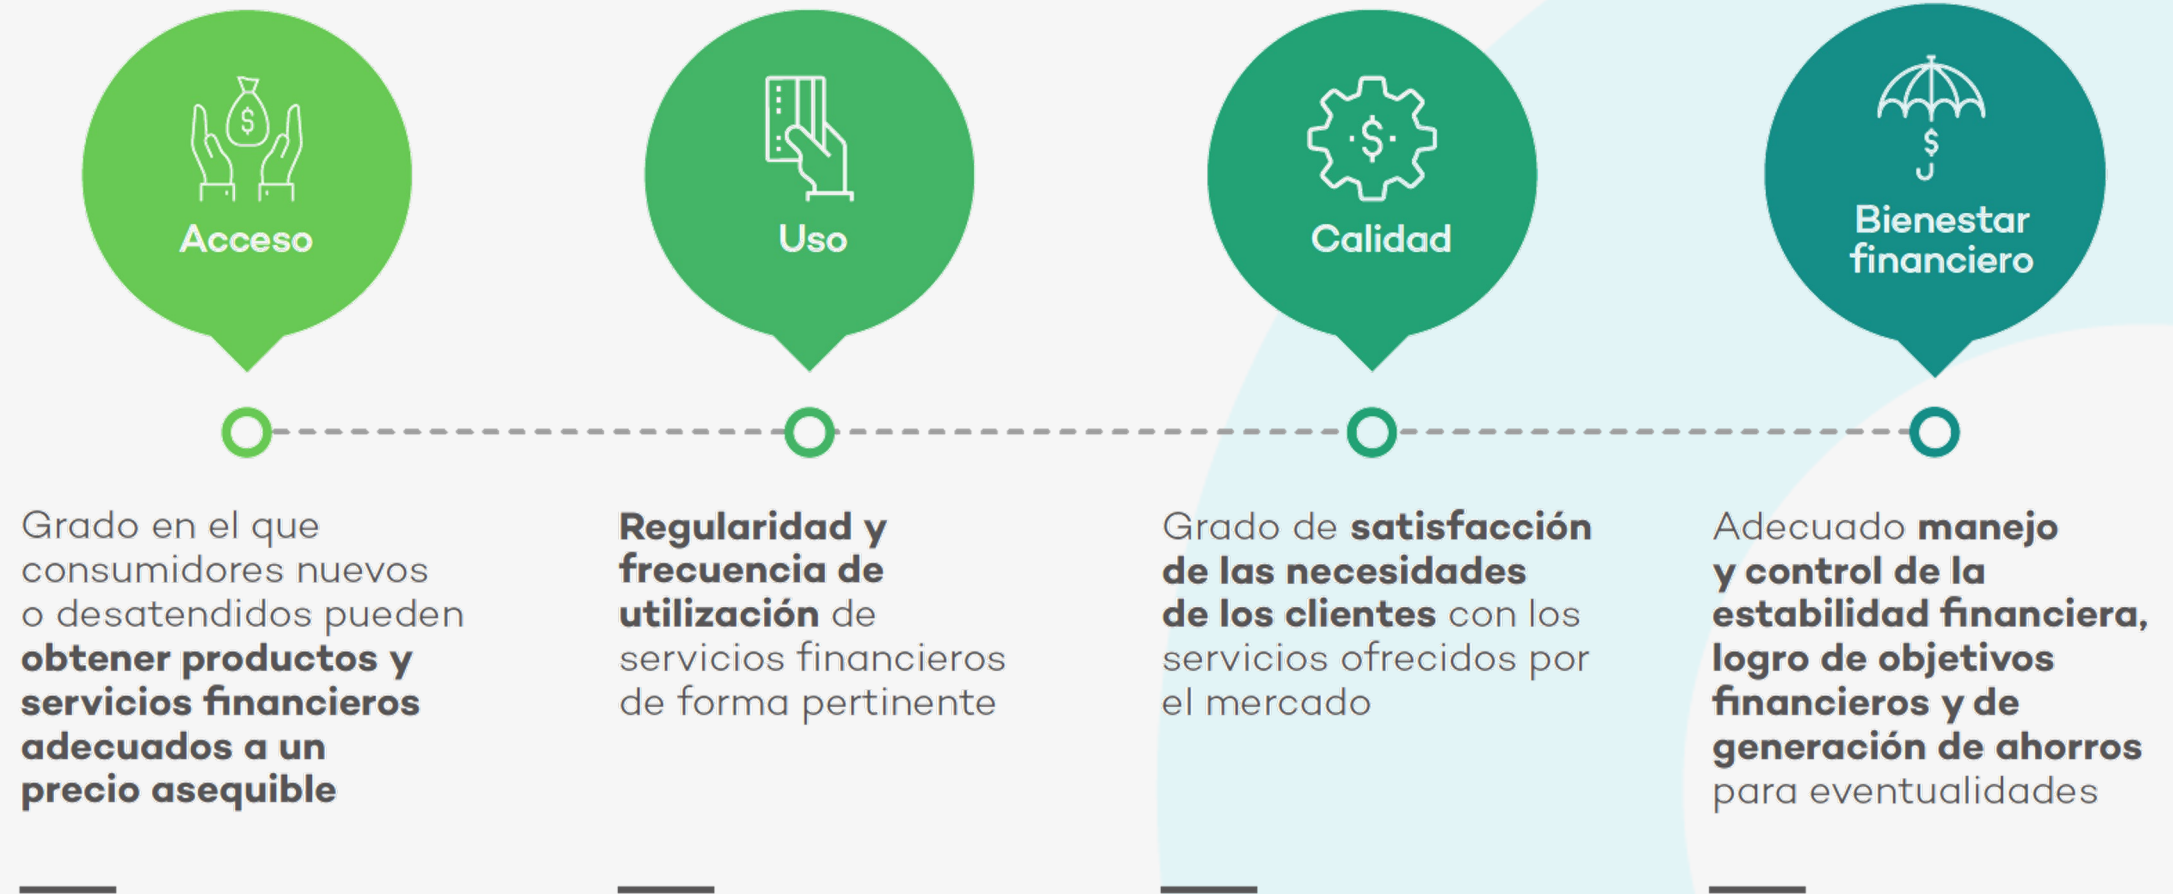 Acceso
Uso
Calidad
Bienestar
financiero
Grado en el que
consumidores nuevos
o desatendidos pueden
obtener productos y
servicios financieros
adecuados a un
precio asequible
Regularidad y
frecuencia de
utilización de
servicios financieros
de forma pertinente
Grado de satisfacción
de las necesidades
de los clientes con los
servicios ofrecidos por
el mercado
Adecuado manejo
y control de la
estabilidad financiera,
logro de objetivos
financieros y de
generación de ahorros
para eventualidades